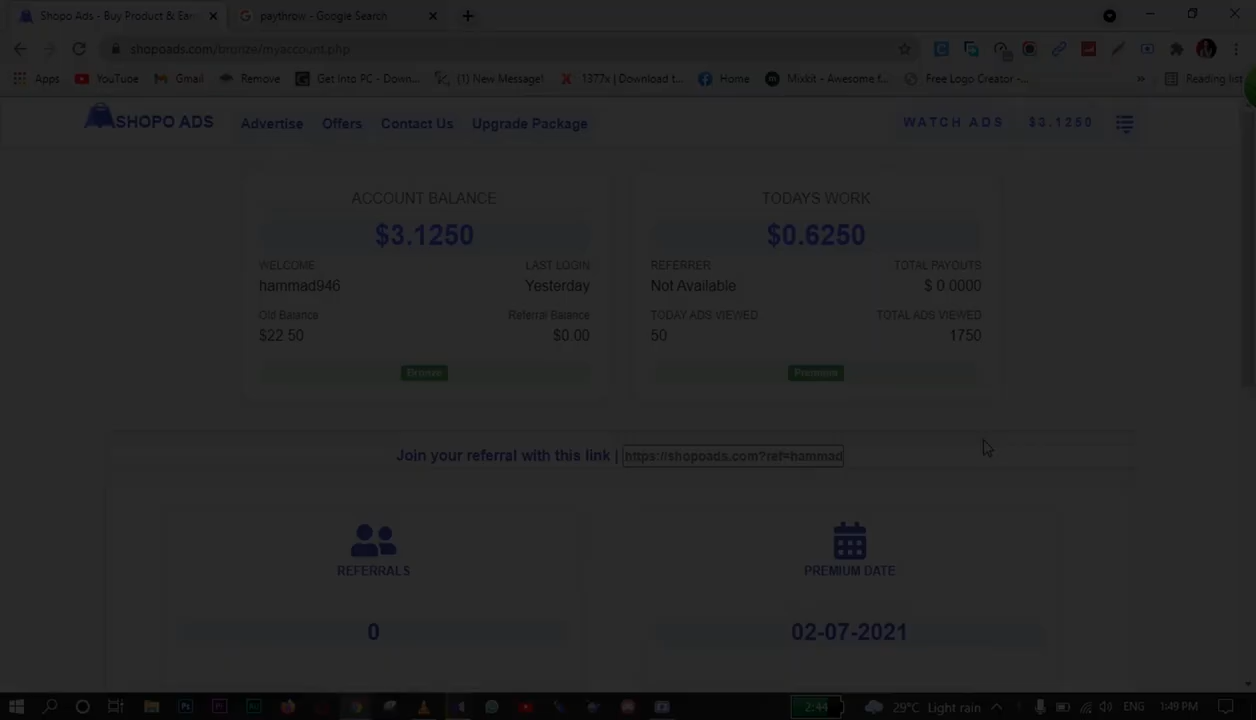 Shopo Ads - Buy Product & Ear
paythrow - Google Search
shopoads.com/bronze/myaccount.php
Apps YouTube Gmail Remove Get Into PC - Down... (1) New Message! 1377x | Download t... Home Mixkit - Awesome f... Free Logo Creator -... » Reading list
SHOPO ADS Advertise Offers Contact Us Upgrade Package WATCH ADS $3.1250
ACCOUNT BALANCE
$3.1250
WELCOME LAST LOGIN
hammad946 Yesterday
Old Balance Referral Balance
$22.50 $0.00
Bronze
TODAYS WORK
$0.6250
REFERRER TOTAL PAYOUTS
Not Available $ 0.0000
TODAY ADS VIEWED TOTAL ADS VIEWED
50 1750
Premium
Join your referral with this link | https://shopoads.com?ref=hammad
REFERRALS
0
PREMIUM DATE
02-07-2021
2:44 29°C Light rain ENG 1:49 PM